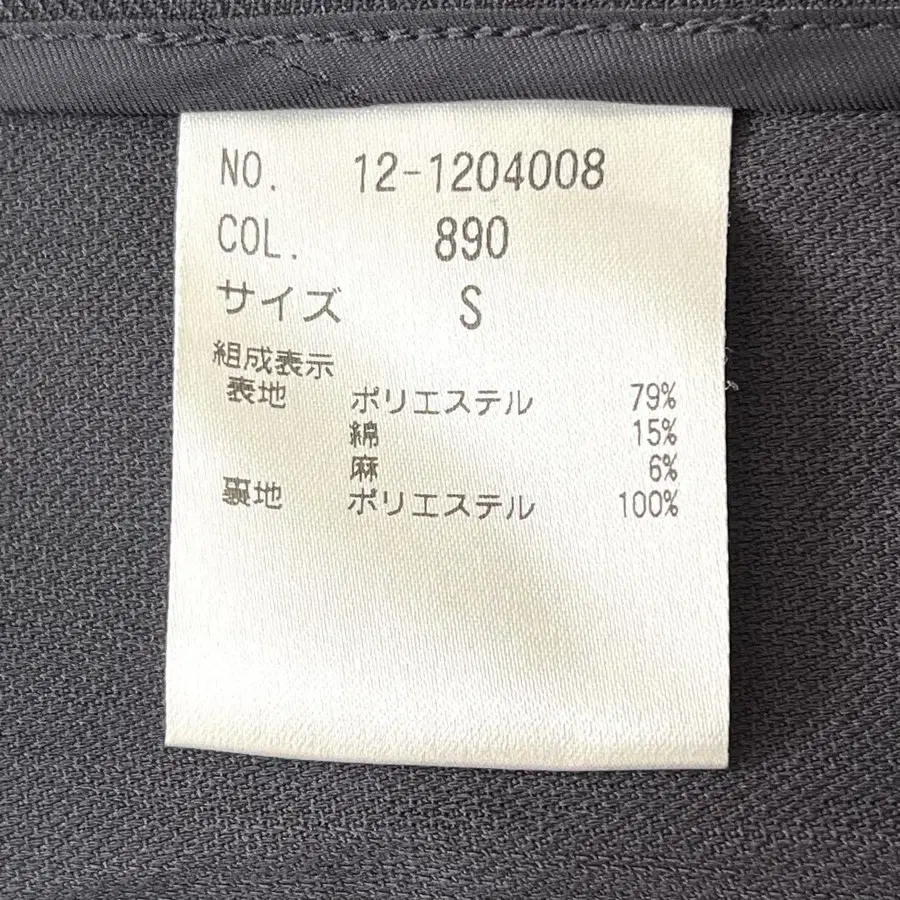 NO. 12-1204008
COL. 890
サイズ S
組成表示
表地 ポリエステル 79%
綿 15%
麻 6%
裏地 ポリエステル 100%